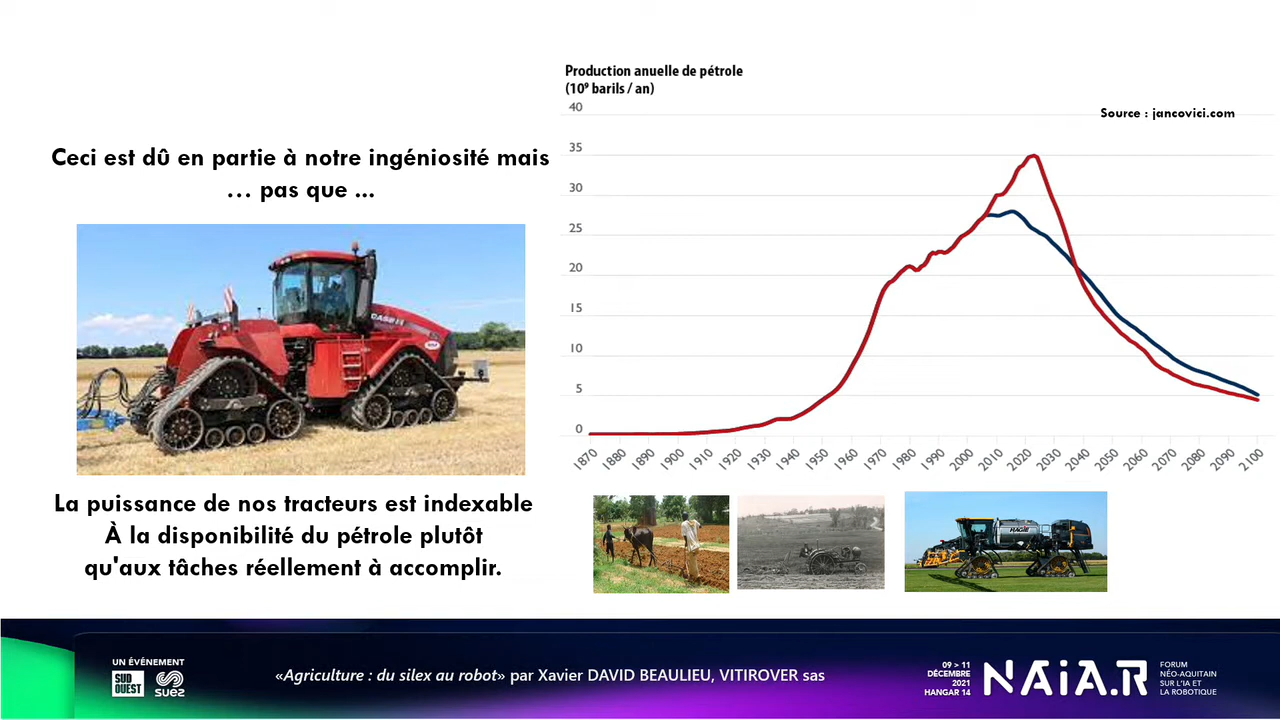 Production anuelle de pétrole
(10⁹ barils / an)
Source : jancovici.com
40
35
30
25
20
15
10
5
0
1870 1880 1890 1900 1910 1920 1930 1940 1950 1960 1970 1980 1990 2000 2010 2020 2030 2040 2050 2060 2070 2080 2090 2100
Ceci est dû en partie à notre ingéniosité mais
... pas que ...
CASE IH
La puissance de nos tracteurs est indexable
À la disponibilité du pétrole plutôt
qu'aux tâches réellement à accomplir.
UN ÉVÉNEMENT
SUD OUEST
suez
«Agriculture : du silex au robot» par Xavier DAVID BEAULIEU, VITIROVER sas
09 > 11
DÉCEMBRE
2021
HANGAR 14
NAIA.R
FORUM
NÉO-AQUITAIN
SUR L'IA ET
LA ROBOTIQUE